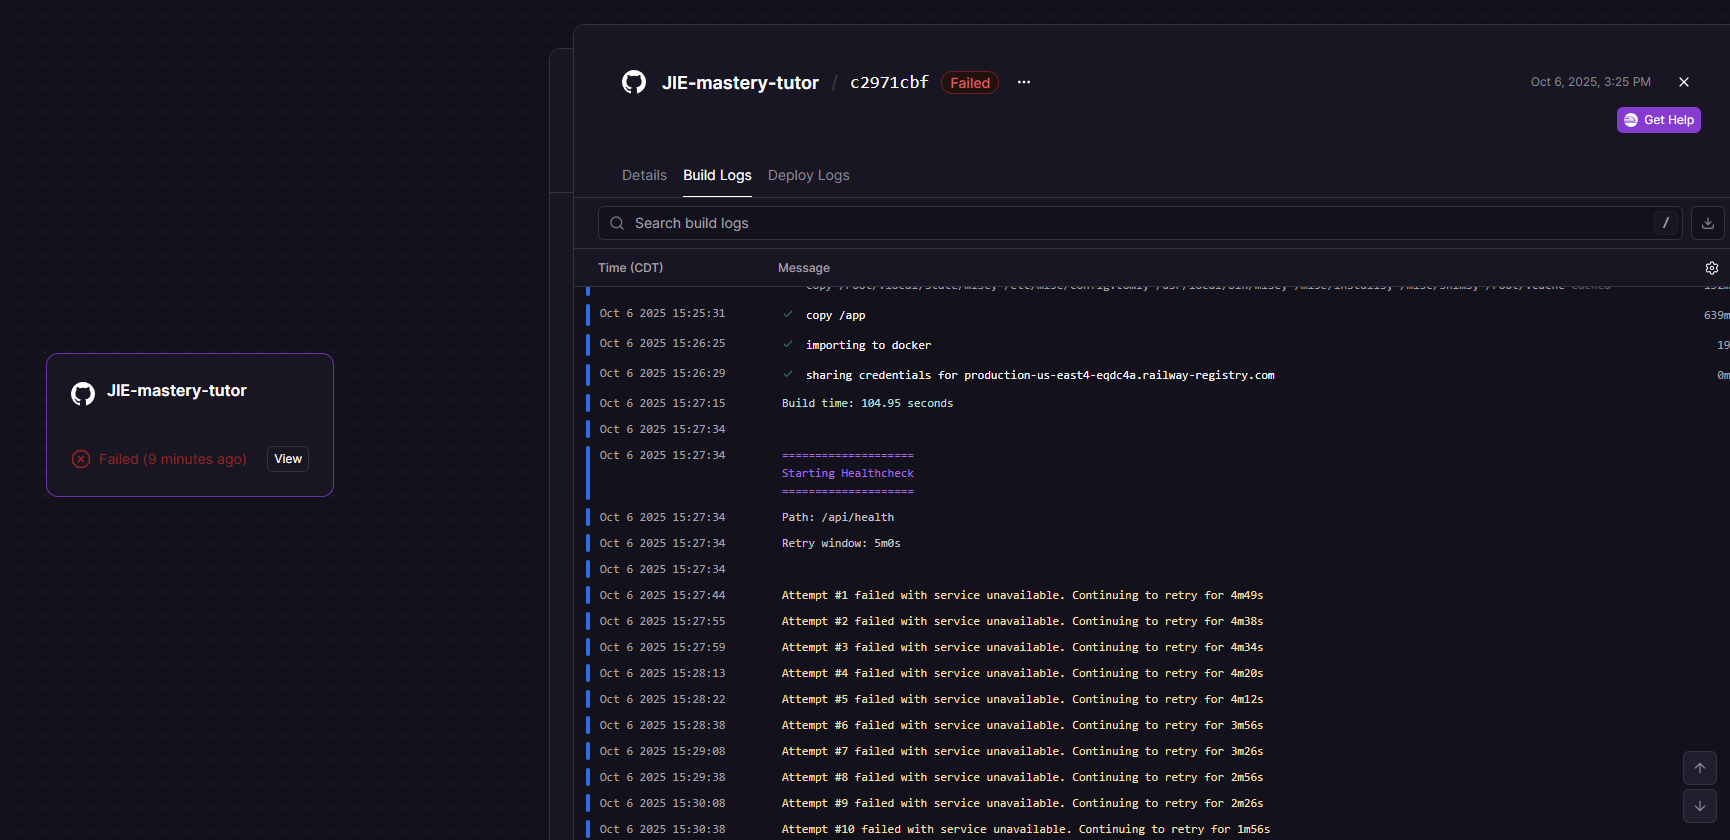 JIE-mastery-tutor / c2971cbf Failed ...
Oct 6, 2025, 3:25 PM
Get Help
Details Build Logs Deploy Logs
Search build logs /
Time (CDT) Message
Oct 6 2025 15:25:31 copy /app 639m
Oct 6 2025 15:26:25 importing to docker 19
Oct 6 2025 15:26:29 sharing credentials for production-us-east4-eqdc4a.railway-registry.com 0m
Oct 6 2025 15:27:15 Build time: 104.95 seconds
Oct 6 2025 15:27:34
Oct 6 2025 15:27:34 ====================
Starting Healthcheck
====================
Oct 6 2025 15:27:34 Path: /api/health
Oct 6 2025 15:27:34 Retry window: 5m0s
Oct 6 2025 15:27:34
Oct 6 2025 15:27:44 Attempt #1 failed with service unavailable. Continuing to retry for 4m49s
Oct 6 2025 15:27:55 Attempt #2 failed with service unavailable. Continuing to retry for 4m38s
Oct 6 2025 15:27:59 Attempt #3 failed with service unavailable. Continuing to retry for 4m34s
Oct 6 2025 15:28:13 Attempt #4 failed with service unavailable. Continuing to retry for 4m20s
Oct 6 2025 15:28:22 Attempt #5 failed with service unavailable. Continuing to retry for 4m12s
Oct 6 2025 15:28:38 Attempt #6 failed with service unavailable. Continuing to retry for 3m56s
Oct 6 2025 15:29:08 Attempt #7 failed with service unavailable. Continuing to retry for 3m26s
Oct 6 2025 15:29:38 Attempt #8 failed with service unavailable. Continuing to retry for 2m56s
Oct 6 2025 15:30:08 Attempt #9 failed with service unavailable. Continuing to retry for 2m26s
Oct 6 2025 15:30:38 Attempt #10 failed with service unavailable. Continuing to retry for 1m56s
JIE-mastery-tutor
Failed (9 minutes ago) View